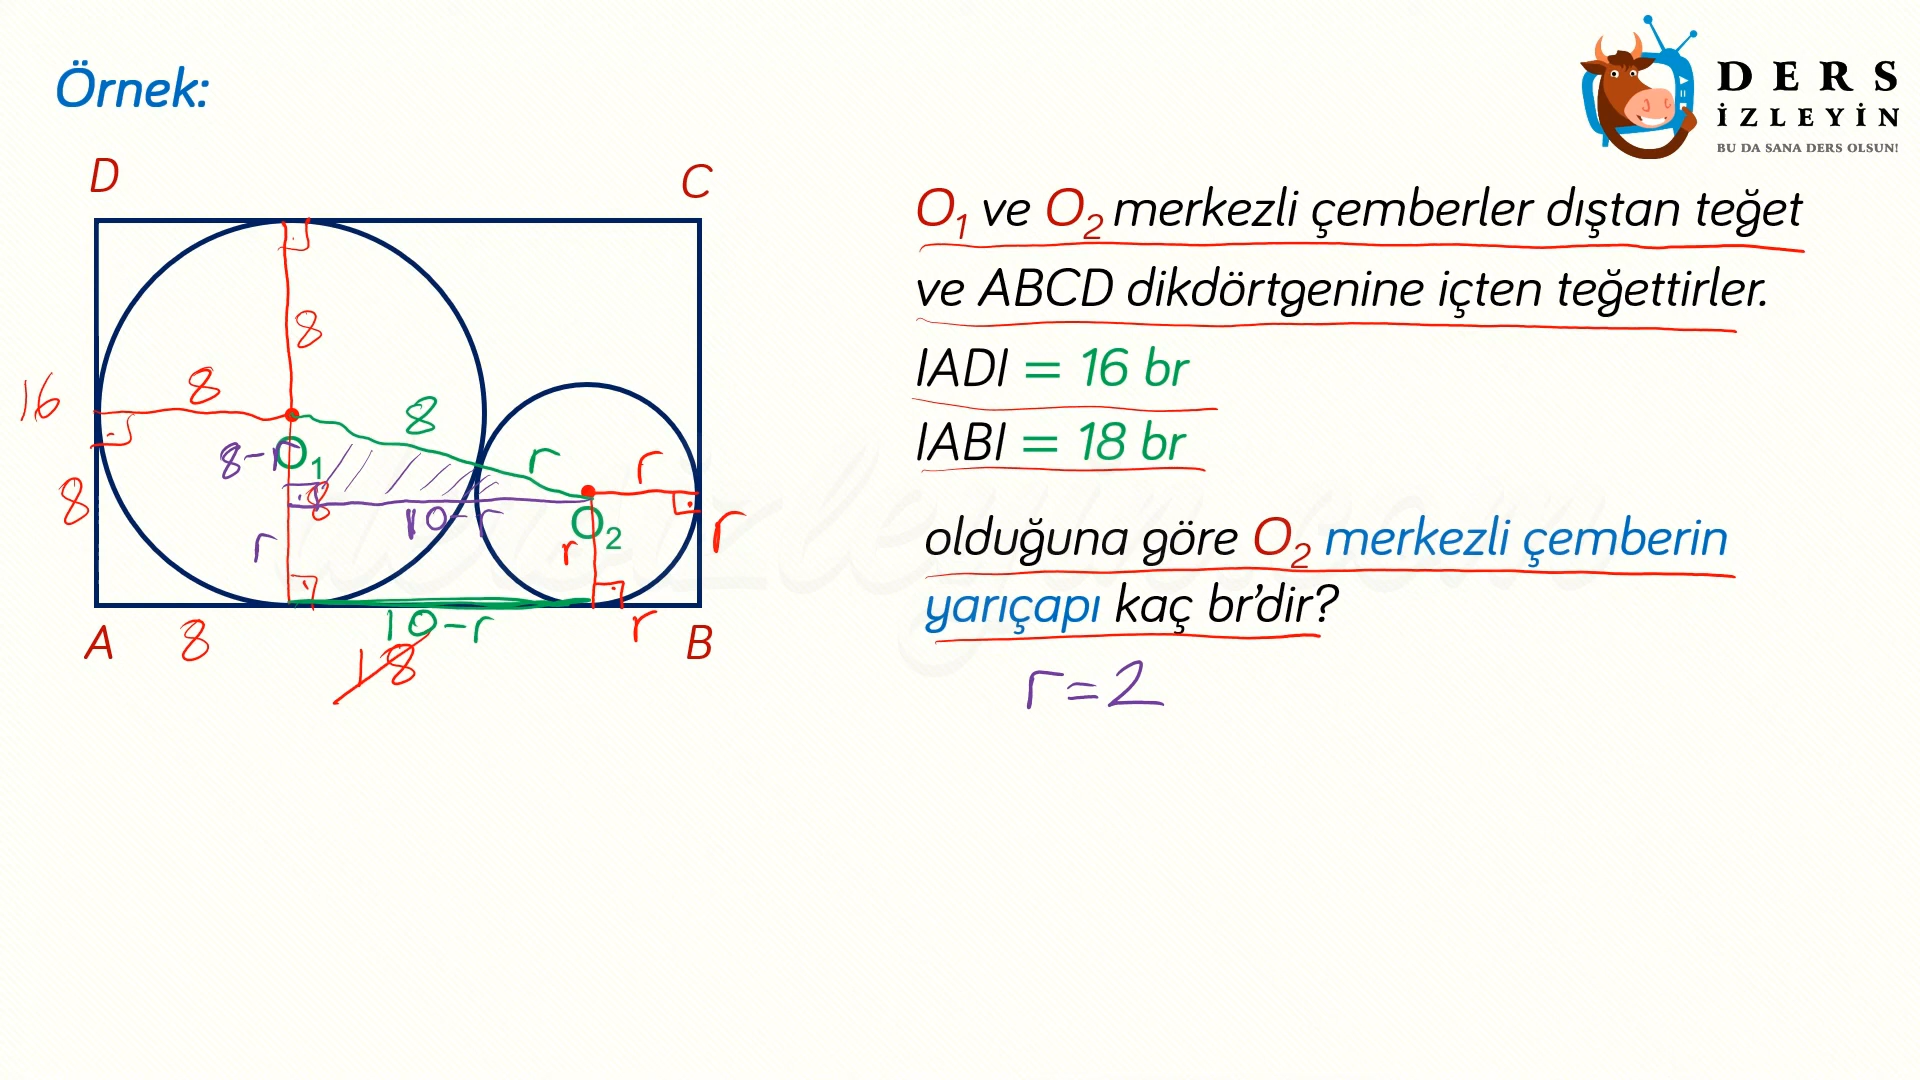 Örnek:
DERS
İZLEYİN
BU DA SANA DERS OLSUN!
D
C
O₁ ve O₂ merkezli çemberler dıştan teğet
ve ABCD dikdörtgenine içten teğettirler.
IADI = 16 br
IABI = 18 br
olduğuna göre O₂ merkezli çemberin
yarıçapı kaç br'dir?
r=2
8
16
8
8
8-r
O₁
r
r
8
8
10-r
O₂
r
r
r
10-r
r
A
8
18
B